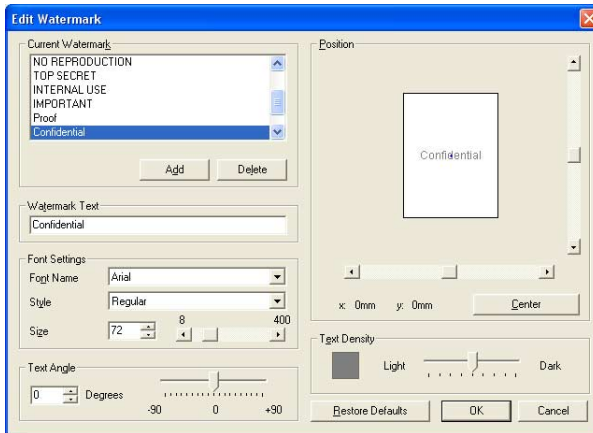 Edit Watermark
Current Watermark
NO REPRODUCTION
TOP SECRET
INTERNAL USE
IMPORTANT
Proof
Confidential
Add Delete
Watermark Text
Confidential
Font Settings
Font Name Arial
Style Regular
Size 72 8 400
Text Angle
0 Degrees -90 0 +90
Position
Confidential
x: 0mm y: 0mm Center
Text Density
Light Dark
Restore Defaults OK Cancel